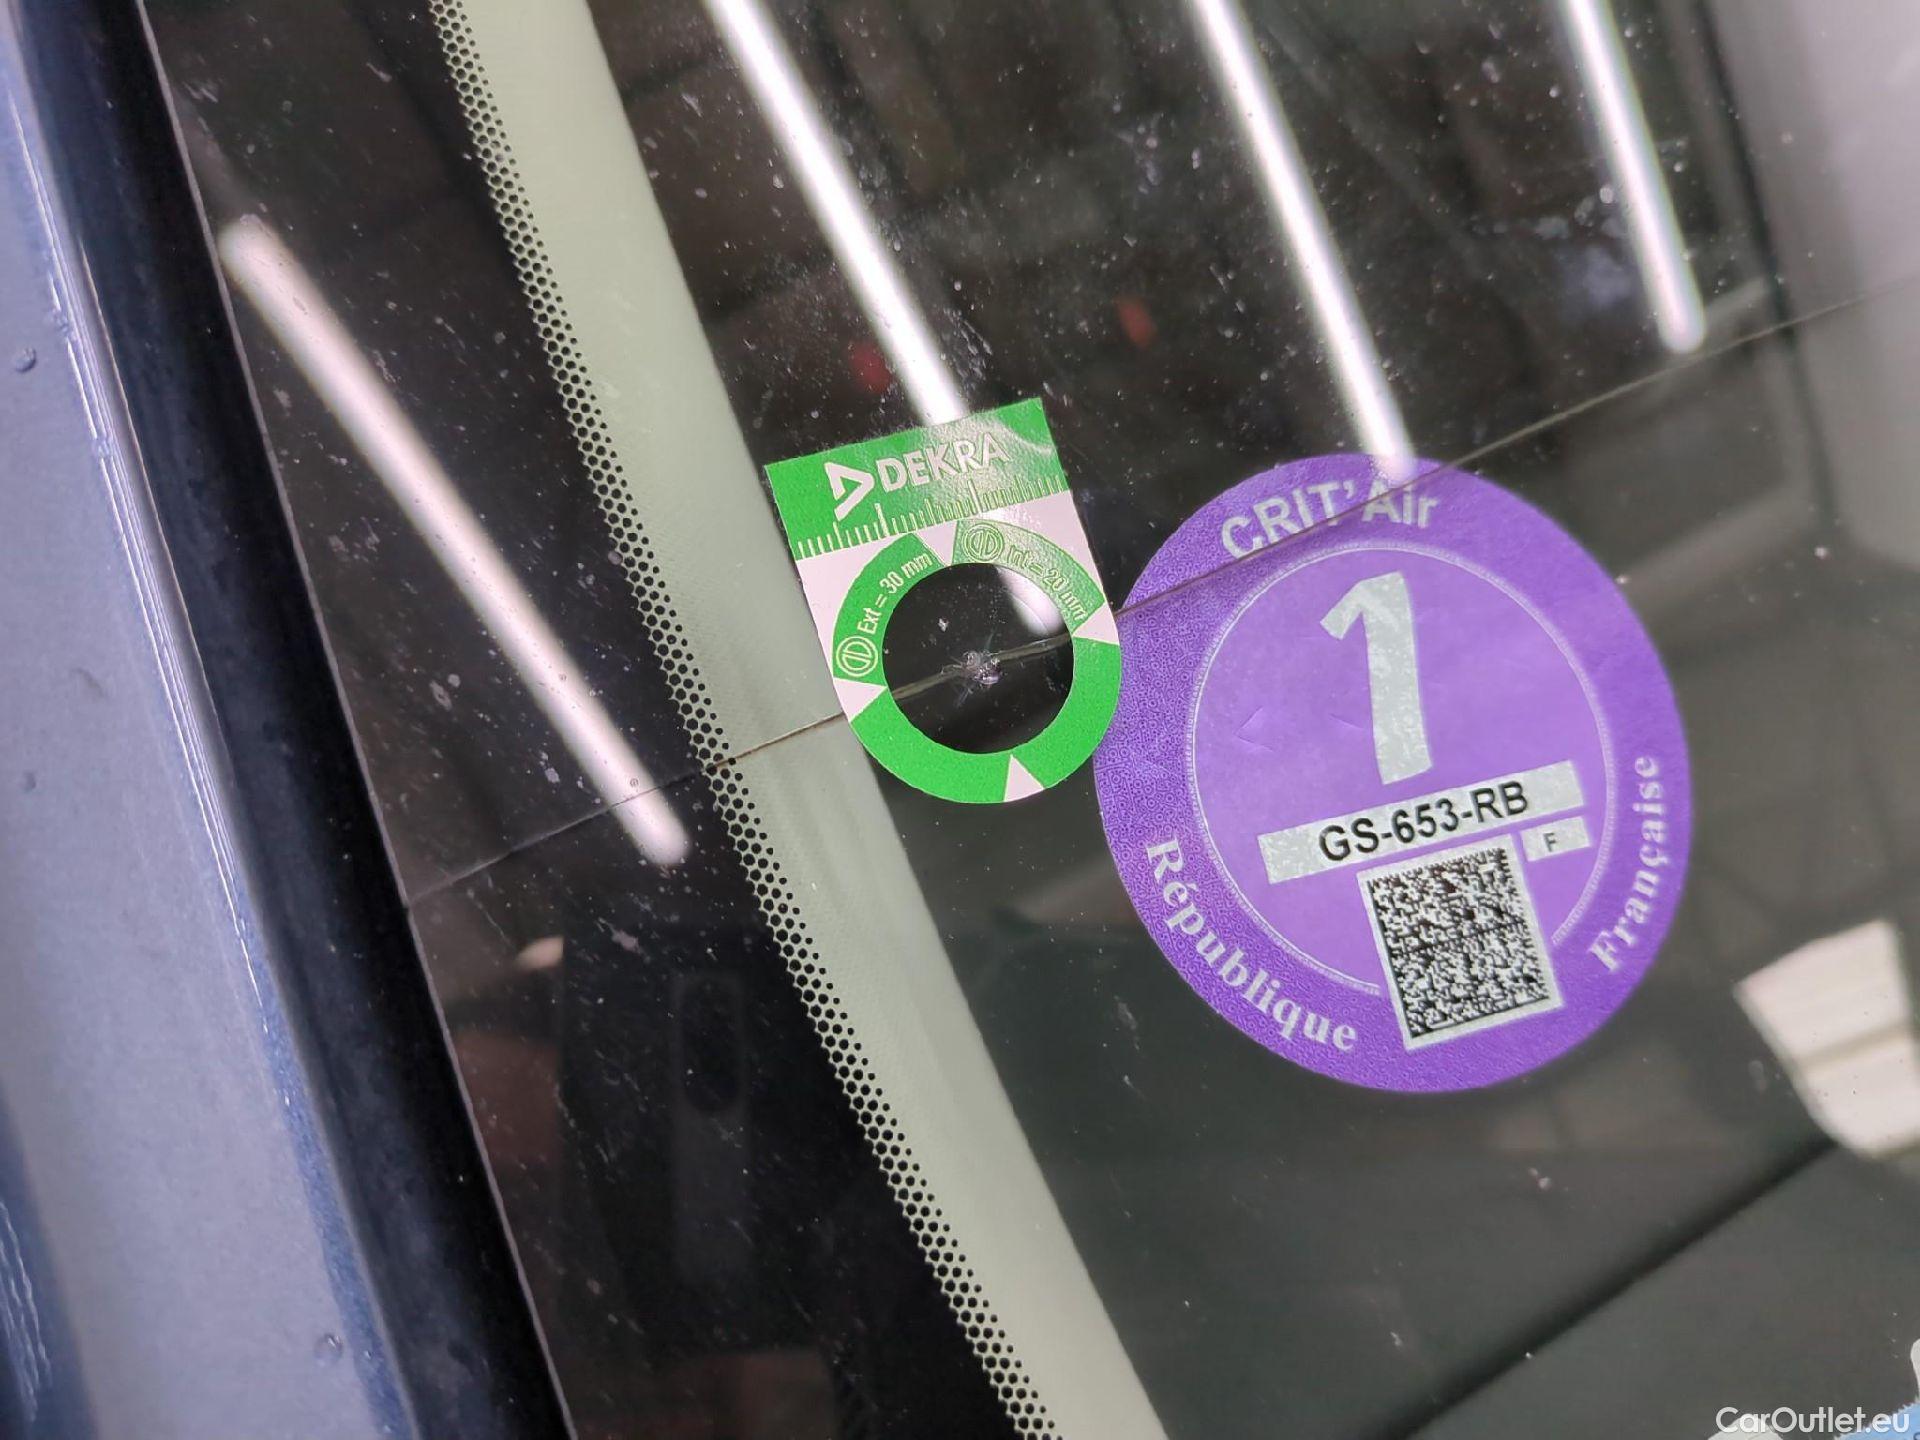 DEKRA
Ext = 30 mm
Int = 20 mm
CRIT'Air
1
GS-653-RB
F
République
Française
CarOutlet.eu